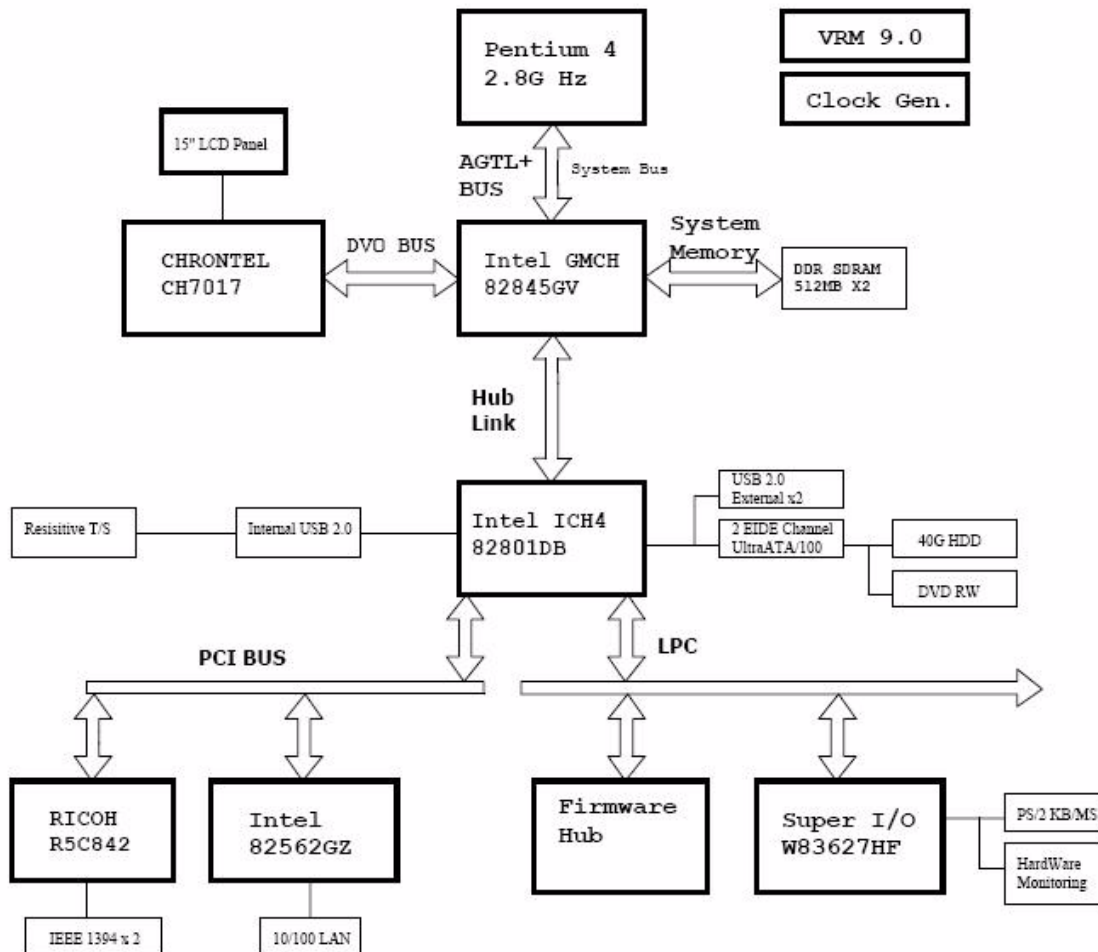 Pentium 4
2.8G Hz
VRM 9.0
Clock Gen.
15" LCD Panel
AGTL+
BUS
System Bus
CHRONTEL
CH7017
DVO BUS
Intel GMCH
82845GV
System
Memory
DDR SDRAM
512MB X2
Hub
Link
Resisitive T/S
Internal USB 2.0
Intel ICH4
82801DB
USB 2.0
External x2
2 EIDE Channel
UltraATA/100
40G HDD
DVD RW
PCI BUS
LPC
RICOH
R5C842
Intel
82562GZ
Firmware
Hub
Super I/O
W83627HF
PS/2 KB/MS
HardWare
Monitoring
IEEE 1394 x 2
10/100 LAN